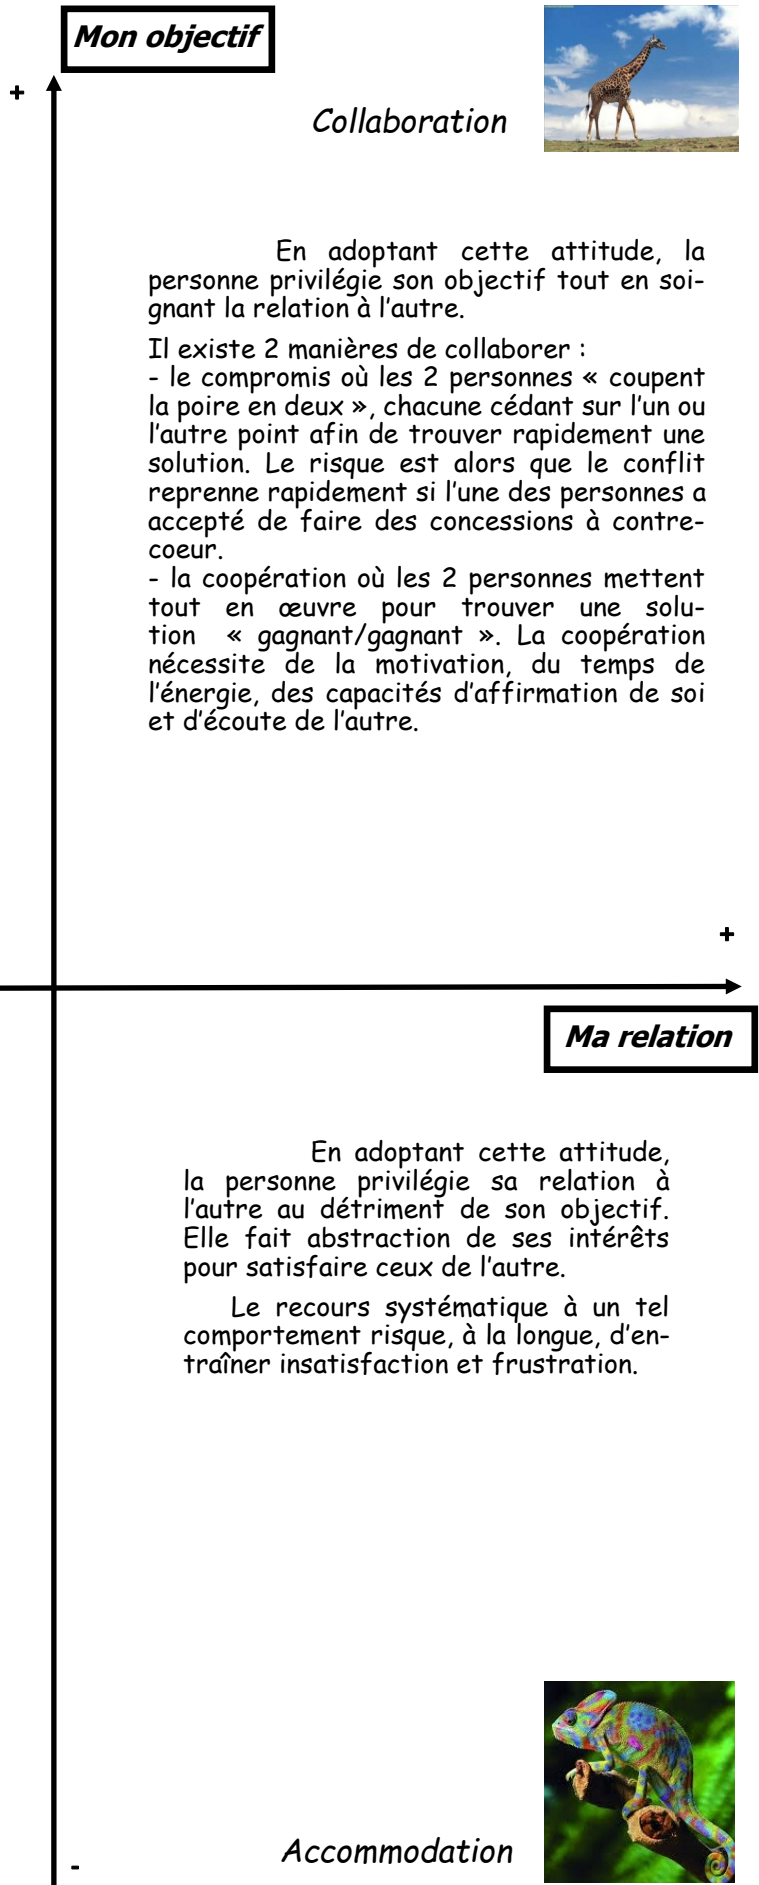 Mon objectif
+
Collaboration
En adoptant cette attitude, la
personne privilégie son objectif tout en soi-
gnant la relation à l’autre.
Il existe 2 manières de collaborer :
- le compromis où les 2 personnes « coupent
la poire en deux », chacune cédant sur l’un ou
l’autre point afin de trouver rapidement une
solution. Le risque est alors que le conflit
reprenne rapidement si l’une des personnes a
accepté de faire des concessions à contre-
coeur.
- la coopération où les 2 personnes mettent
tout en œuvre pour trouver une solu-
tion « gagnant/gagnant ». La coopération
nécessite de la motivation, du temps de
l’énergie, des capacités d’affirmation de soi
et d’écoute de l’autre.
+
Ma relation
En adoptant cette attitude,
la personne privilégie sa relation à
l’autre au détriment de son objectif.
Elle fait abstraction de ses intérêts
pour satisfaire ceux de l’autre.
Le recours systématique à un tel
comportement risque, à la longue, d’en-
traîner insatisfaction et frustration.
Accommodation
-